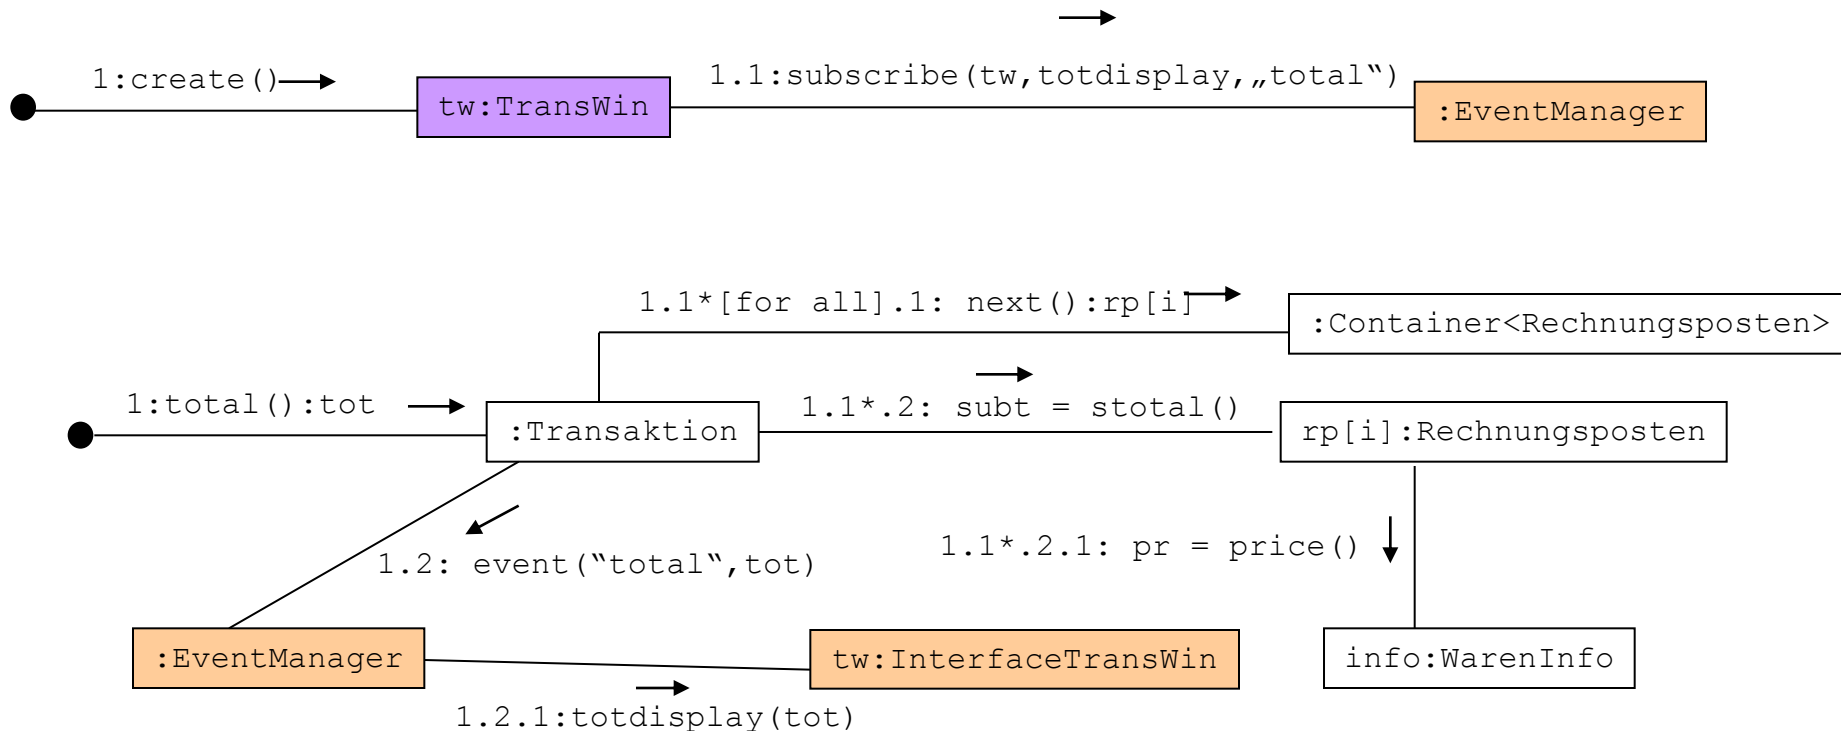 1:create()
1.1:subscribe(tw,totdisplay,„total“)
tw:TransWin
:EventManager
1.1*[for all].1: next():rp[i]
:Container<Rechnungsposten>
1:total():tot
1.1*.2: subt = stotal()
:Transaktion
rp[i]:Rechnungsposten
1.2: event(“total“,tot)
1.1*.2.1: pr = price()
:EventManager
tw:InterfaceTransWin
info:WarenInfo
1.2.1:totdisplay(tot)